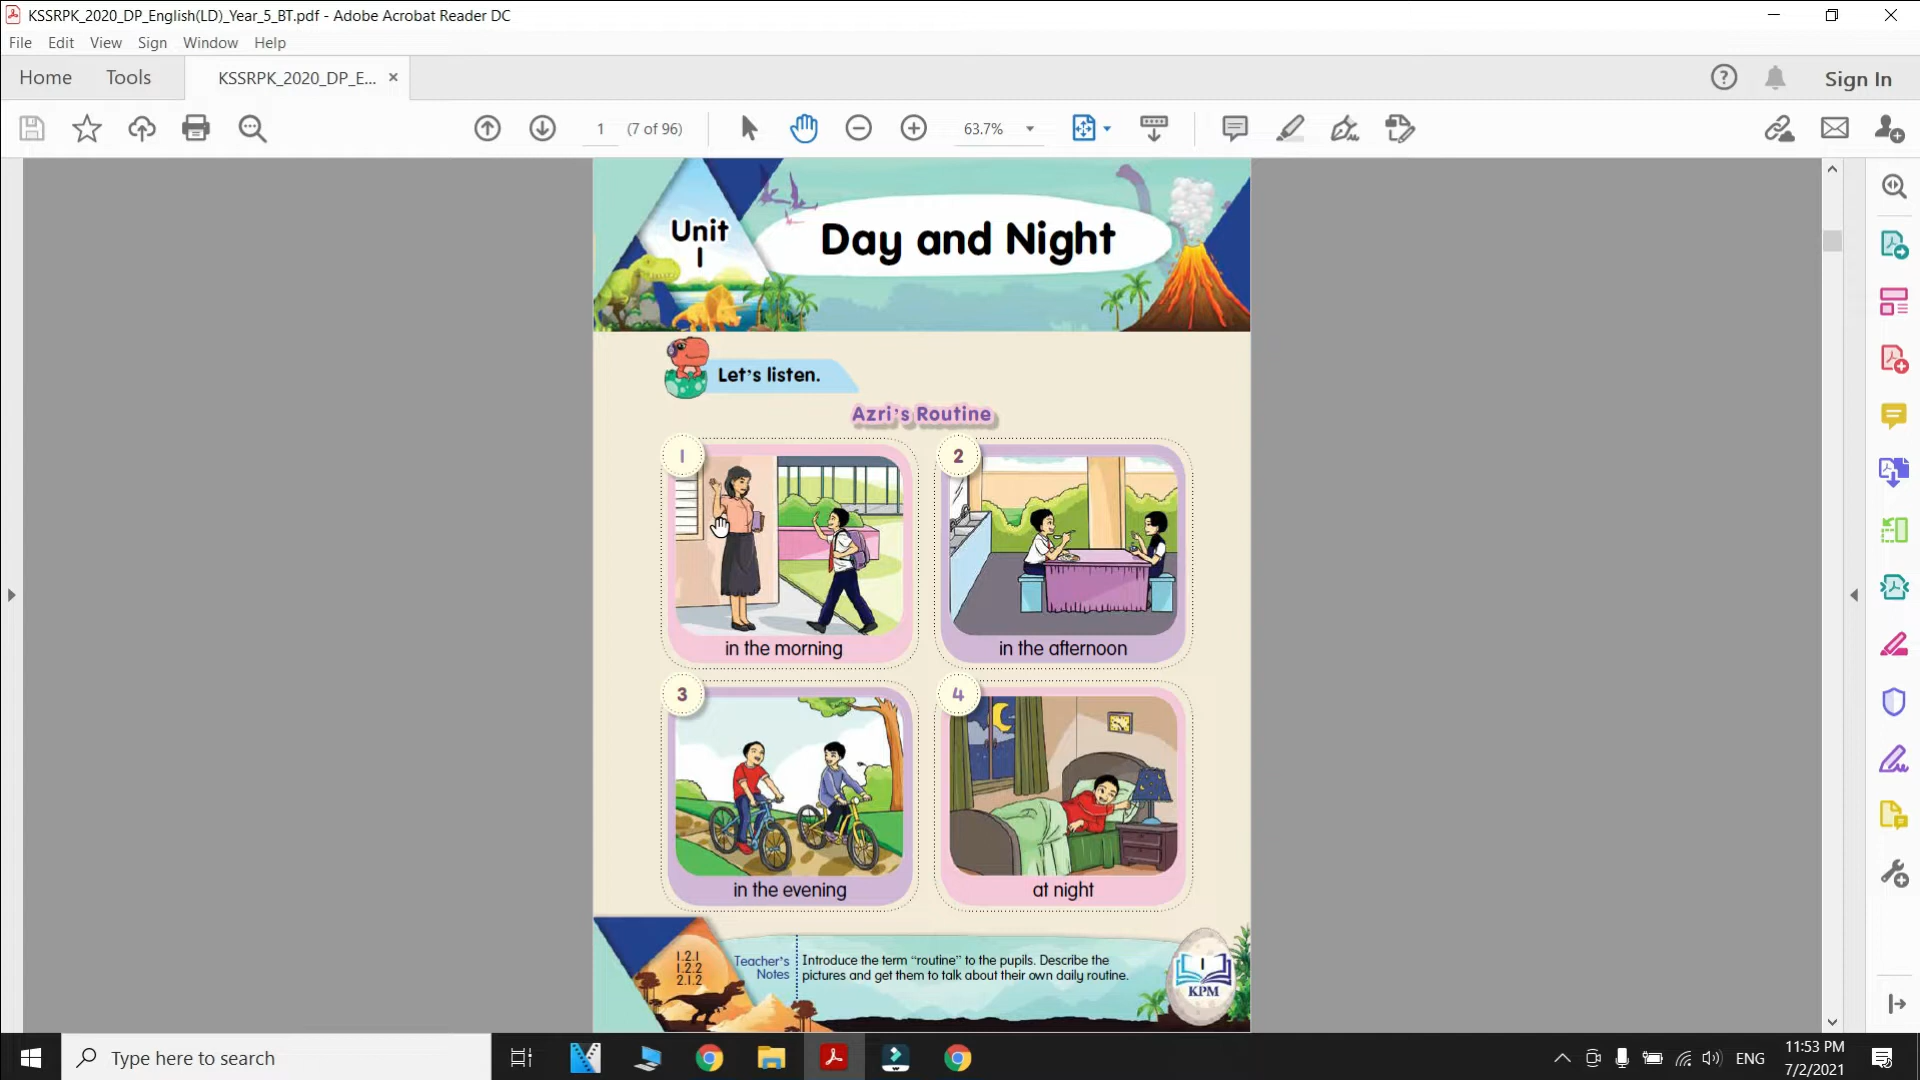 KSSRPK_2020_DP_English(LD)_Year_5_BT.pdf - Adobe Acrobat Reader DC
File Edit View Sign Window Help
Home Tools KSSRPK_2020_DP_E... × Sign In
1 (7 of 96) 63.7%
Unit
1
Day and Night
Let's listen.
Azri's Routine
1
in the morning
2
in the afternoon
3
in the evening
4
at night
1.2.1
1.2.2
2.1.2
Teacher's
Notes
Introduce the term "routine" to the pupils. Describe the
pictures and get them to talk about their own daily routine.
1
KPM
Type here to search
ENG
11:53 PM
7/2/2021